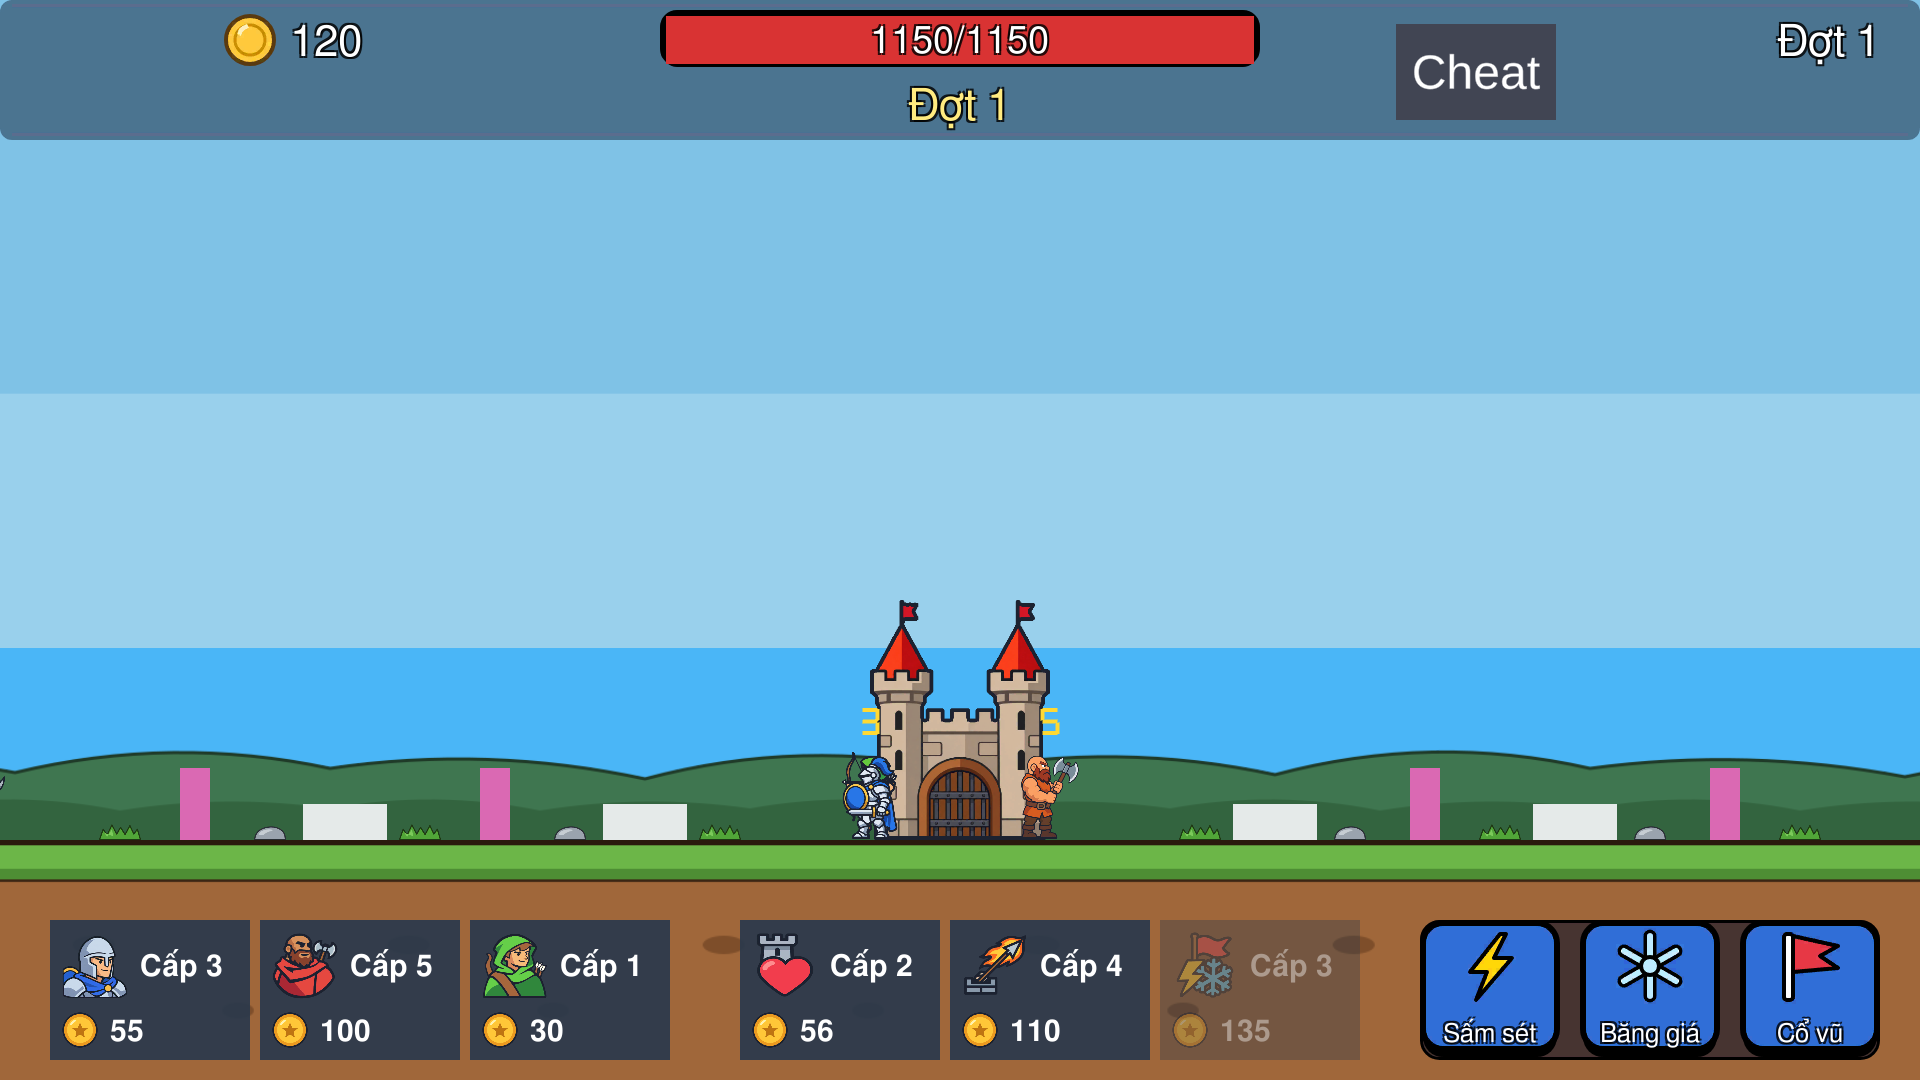 120
1150/1150
Đợt 1
Cheat
Đợt 1
3
5
Cấp 3
55
Cấp 5
100
Cấp 1
30
Cấp 2
56
Cấp 4
110
Cấp 3
135
Sấm sét
Băng giá
Cổ vũ